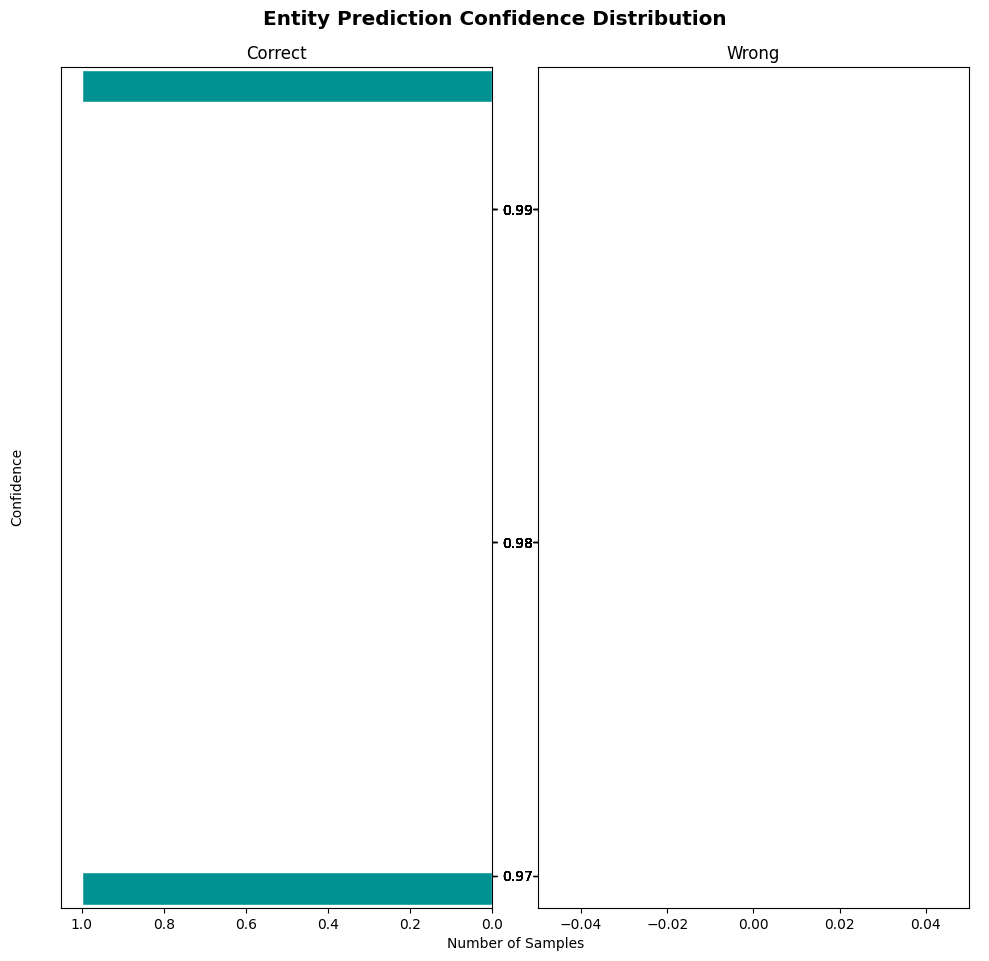 Entity Prediction Confidence Distribution
Correct
Wrong
0.99
0.98
0.97
Confidence
1.0 0.8 0.6 0.4 0.2 0.0
−0.04 −0.02 0.00 0.02 0.04
Number of Samples